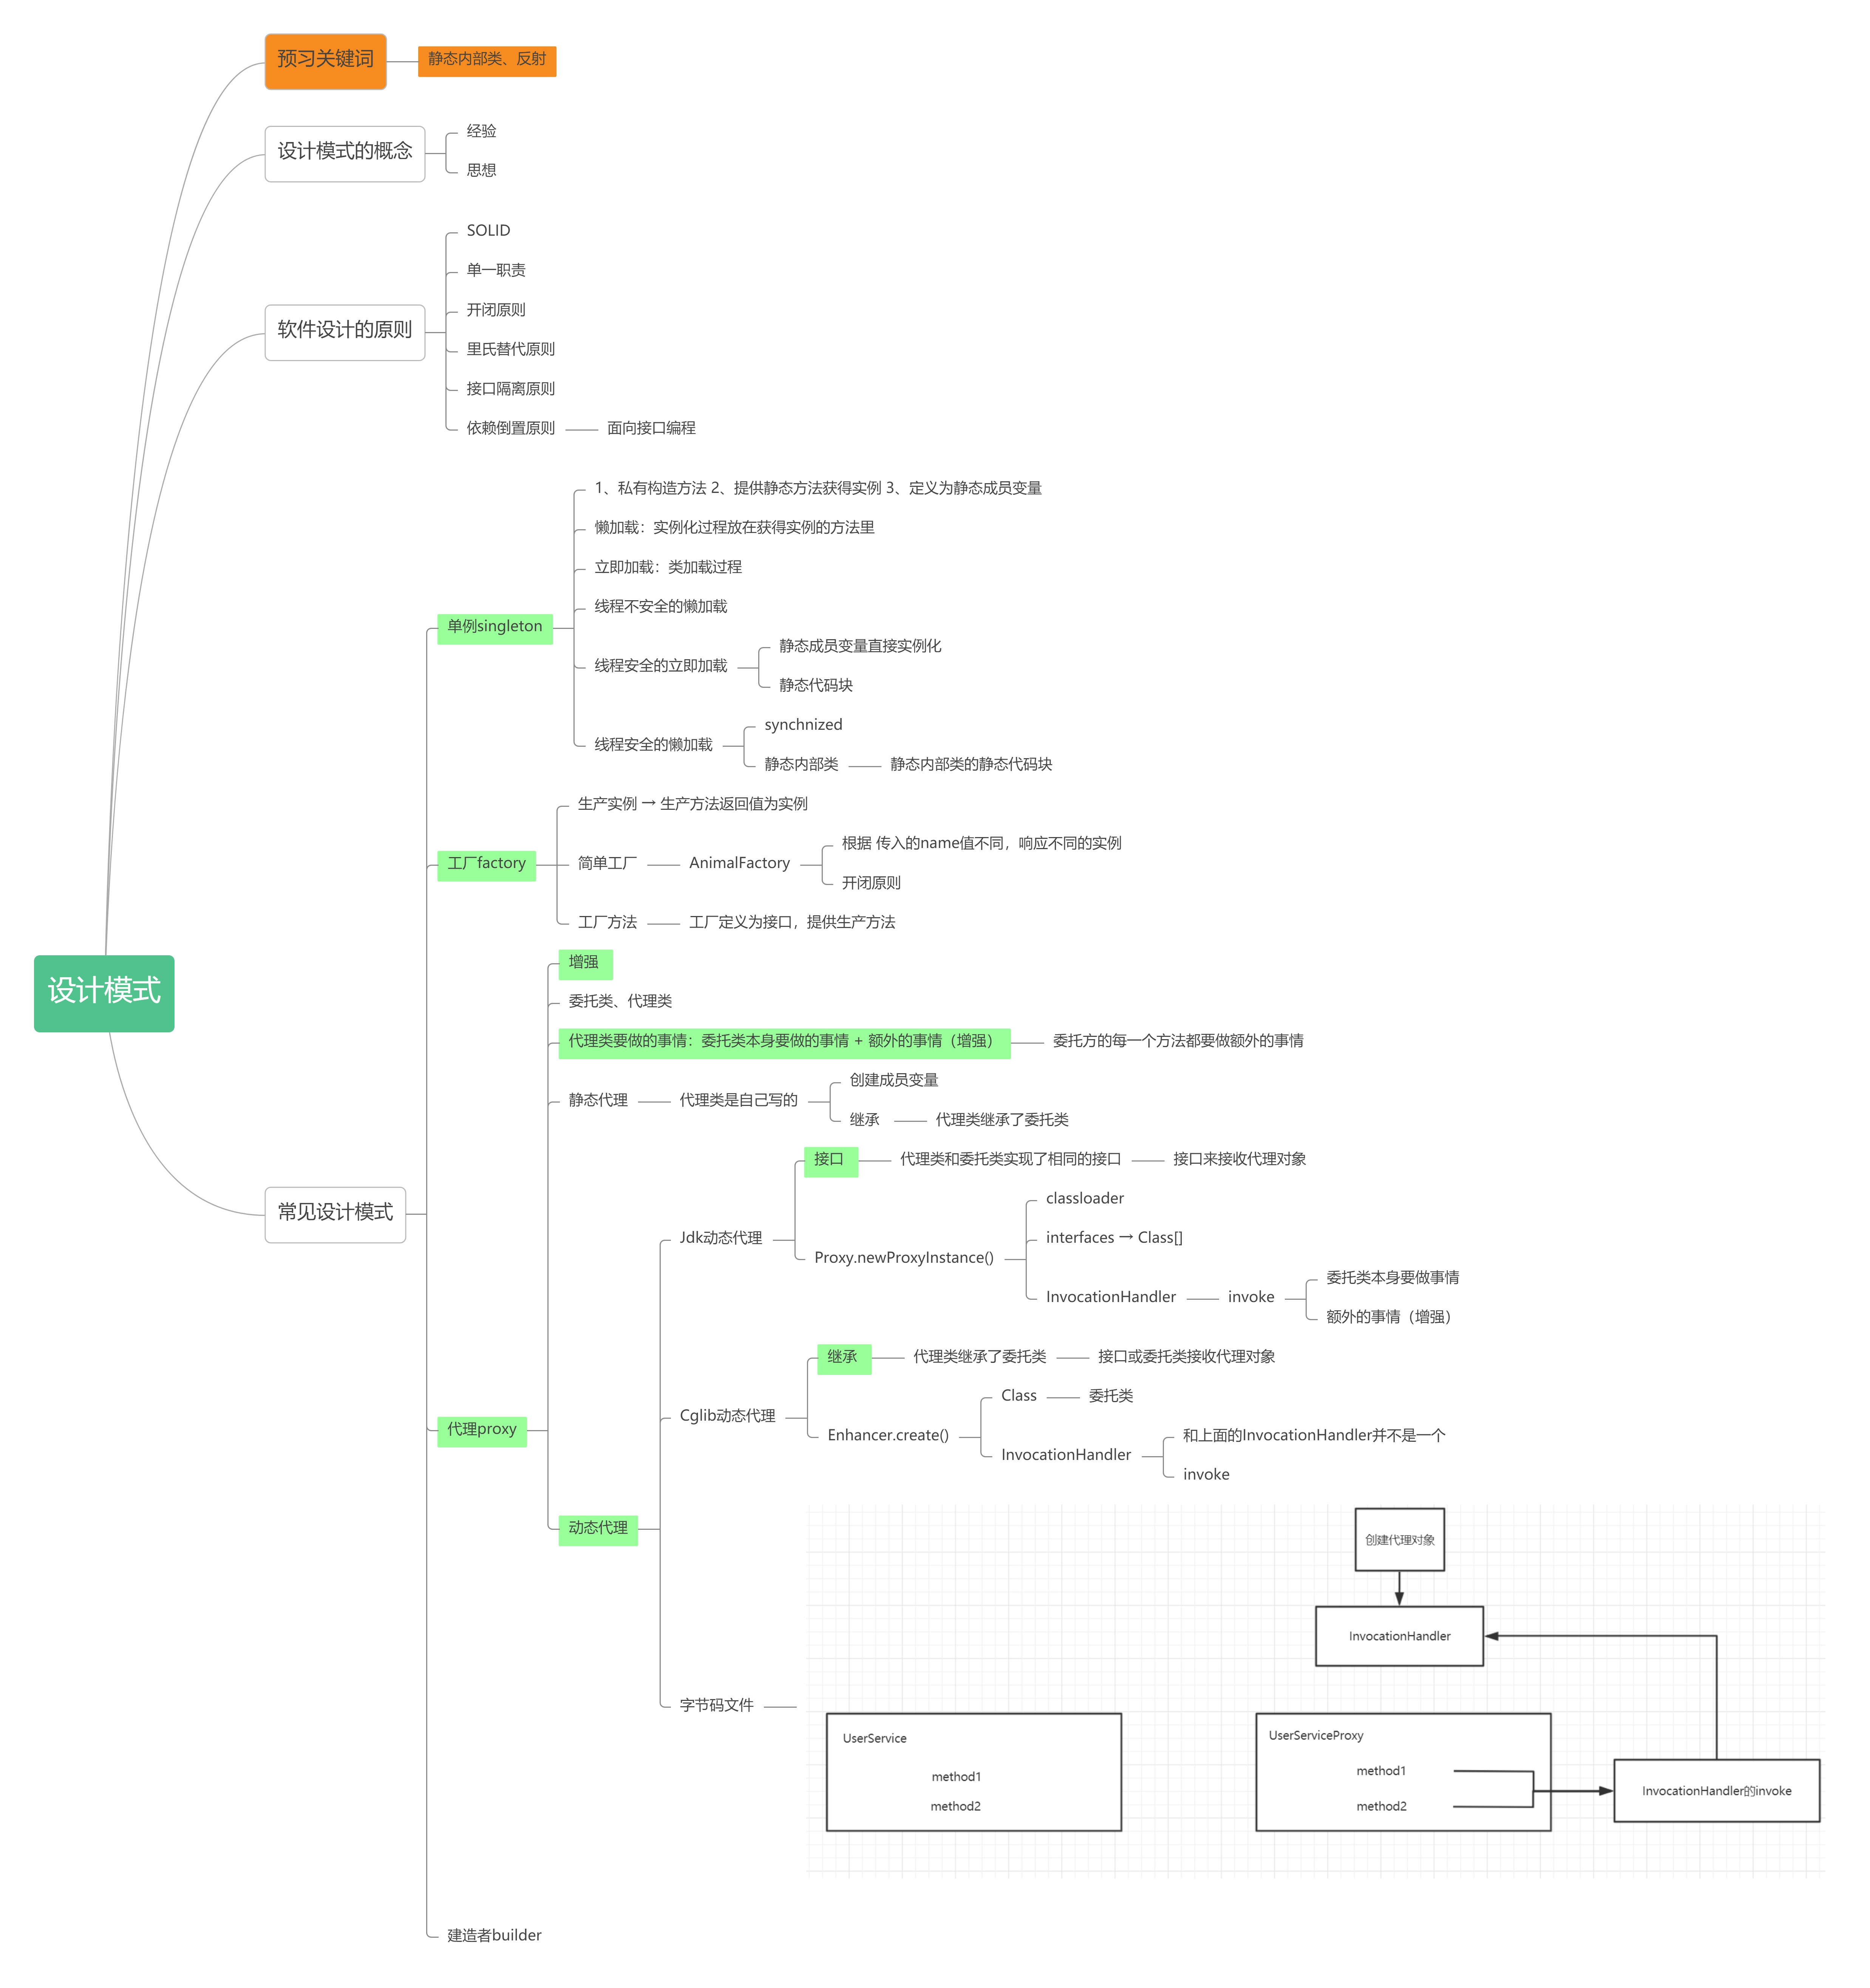 预习关键词
静态内部类、反射
设计模式的概念
经验
思想
软件设计的原则
SOLID
单一职责
开闭原则
里氏替代原则
接口隔离原则
依赖倒置原则
面向接口编程
设计模式
常见设计模式
单例singleton
1、私有构造方法 2、提供静态方法获得实例 3、定义为静态成员变量
懒加载：实例化过程放在获得实例的方法里
立即加载：类加载过程
线程不安全的懒加载
线程安全的立即加载
静态成员变量直接实例化
静态代码块
线程安全的懒加载
synchnized
静态内部类
静态内部类的静态代码块
工厂factory
生产实例 → 生产方法返回值为实例
简单工厂
AnimalFactory
根据 传入的name值不同，响应不同的实例
开闭原则
工厂方法
工厂定义为接口，提供生产方法
代理proxy
增强
委托类、代理类
代理类要做的事情：委托类本身要做的事情 + 额外的事情（增强）
委托方的每一个方法都要做额外的事情
静态代理
代理类是自己写的
创建成员变量
继承
代理类继承了委托类
动态代理
Jdk动态代理
接口
代理类和委托类实现了相同的接口
接口来接收代理对象
Proxy.newProxyInstance()
classloader
interfaces → Class[]
InvocationHandler
invoke
委托类本身要做事情
额外的事情（增强）
Cglib动态代理
继承
代理类继承了委托类
接口或委托类接收代理对象
Enhancer.create()
Class
委托类
InvocationHandler
和上面的InvocationHandler并不是一个
invoke
字节码文件
创建代理对象
InvocationHandler
UserService
method1
method2
UserServiceProxy
method1
method2
InvocationHandler的invoke
建造者builder